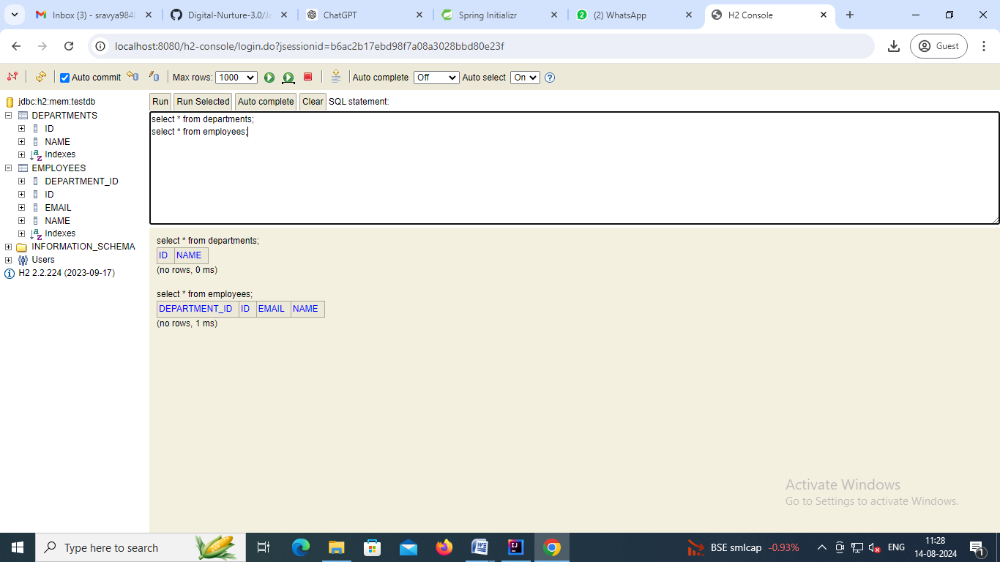 Inbox (3) - sravya9848
Digital-Nurture-3.0/Ja
ChatGPT
Spring Initializr
2
(2) WhatsApp
H2 Console
localhost:8080/h2-console/login.do?jsessionid=b6ac2b17ebd98f7a08a3028bbd80e23f
Guest
Auto commit
Max rows: 1000
Auto complete Off
Auto select On
?
jdbc:h2:mem:testdb
DEPARTMENTS
ID
NAME
Indexes
EMPLOYEES
DEPARTMENT_ID
ID
EMAIL
NAME
Indexes
INFORMATION_SCHEMA
Users
H2 2.2.224 (2023-09-17)
Run Run Selected Auto complete Clear SQL statement:
select * from departments;
select * from employees;
select * from departments;
ID NAME
(no rows, 0 ms)
select * from employees;
DEPARTMENT_ID ID EMAIL NAME
(no rows, 1 ms)
Activate Windows
Go to Settings to activate Windows.
Type here to search
BSE smlcap -0.93%
ENG
11:28
14-08-2024
1